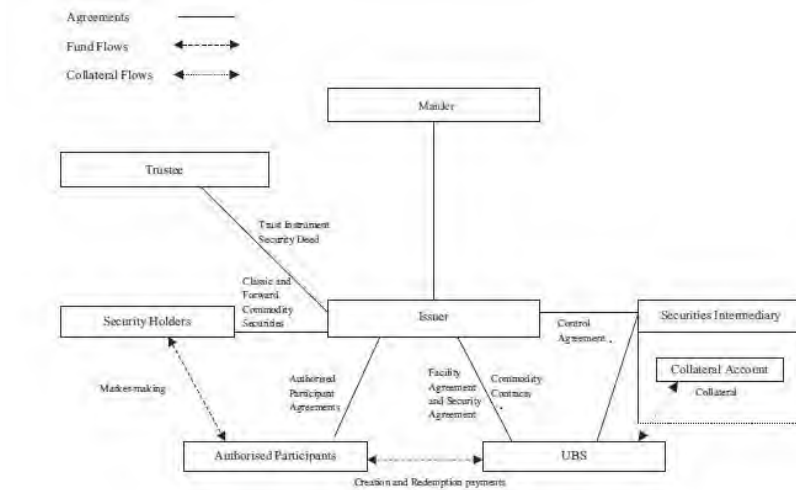 Agreements
Fund Flows
Collateral Flows
Master
Trustee
Trust Instrument
Security Deed
Classic and
Forward
Commodity
Securities
Security Holders
Issuer
Securities Intermediary
Control
Agreement
Collateral Account
Collateral
Market-making
Authorised
Participant
Agreements
Facility
Agreement
and Security
Agreement
Commodity
Contracts
Authorised Participants
UBS
Creation and Redemption payments